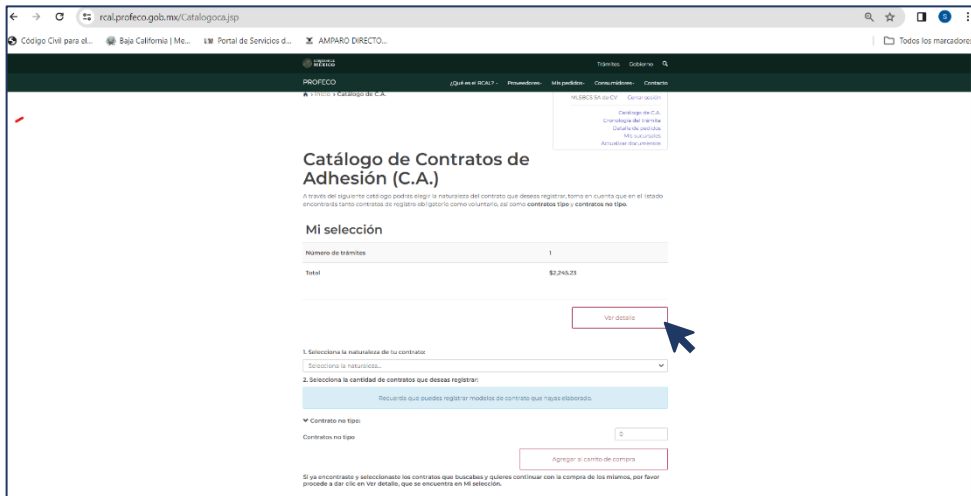 rcal.profeco.gob.mx/Catalogoca.jsp
S
Código Civil para el...
Baja California | Me...
Portal de Servicios d...
AMPARO DIRECTO...
Todos los marcadores
MÉXICO
Trámites Gobierno
PROFECO
¿Qué es el RCAL? - Proveedores- Mis pedidos- Consumidores- Contacto
> Inicio > Catálogo de C.A.
MLSBCS SA de CV Cerrar sesión
Catálogo de C.A.
Cronología del trámite
Detalle de pedidos
Mis sucursales
Actualizar documentos
Catálogo de Contratos de
Adhesión (C.A.)
A través del siguiente catálogo podrás elegir la naturaleza del contrato que deseas registrar, toma en cuenta que en el listado
encontrarás tanto contratos de registro obligatorio como voluntario, así como contratos tipo y contratos no tipo.
Mi selección
Número de trámites 1
Total $2,245.23
Ver detalle
1. Selecciona la naturaleza de tu contrato:
Selecciona la naturaleza...
2. Selecciona la cantidad de contratos que deseas registrar:
Recuerda que puedes registrar modelos de contrato que hayas elaborado.
Contrato no tipo:
Contratos no tipo 0
Agregar al carrito de compra
Si ya encontraste y seleccionaste los contratos que buscabas y quieres continuar con la compra de los mismos, por favor
procede a dar clic en Ver detalle, que se encuentra en Mi selección.